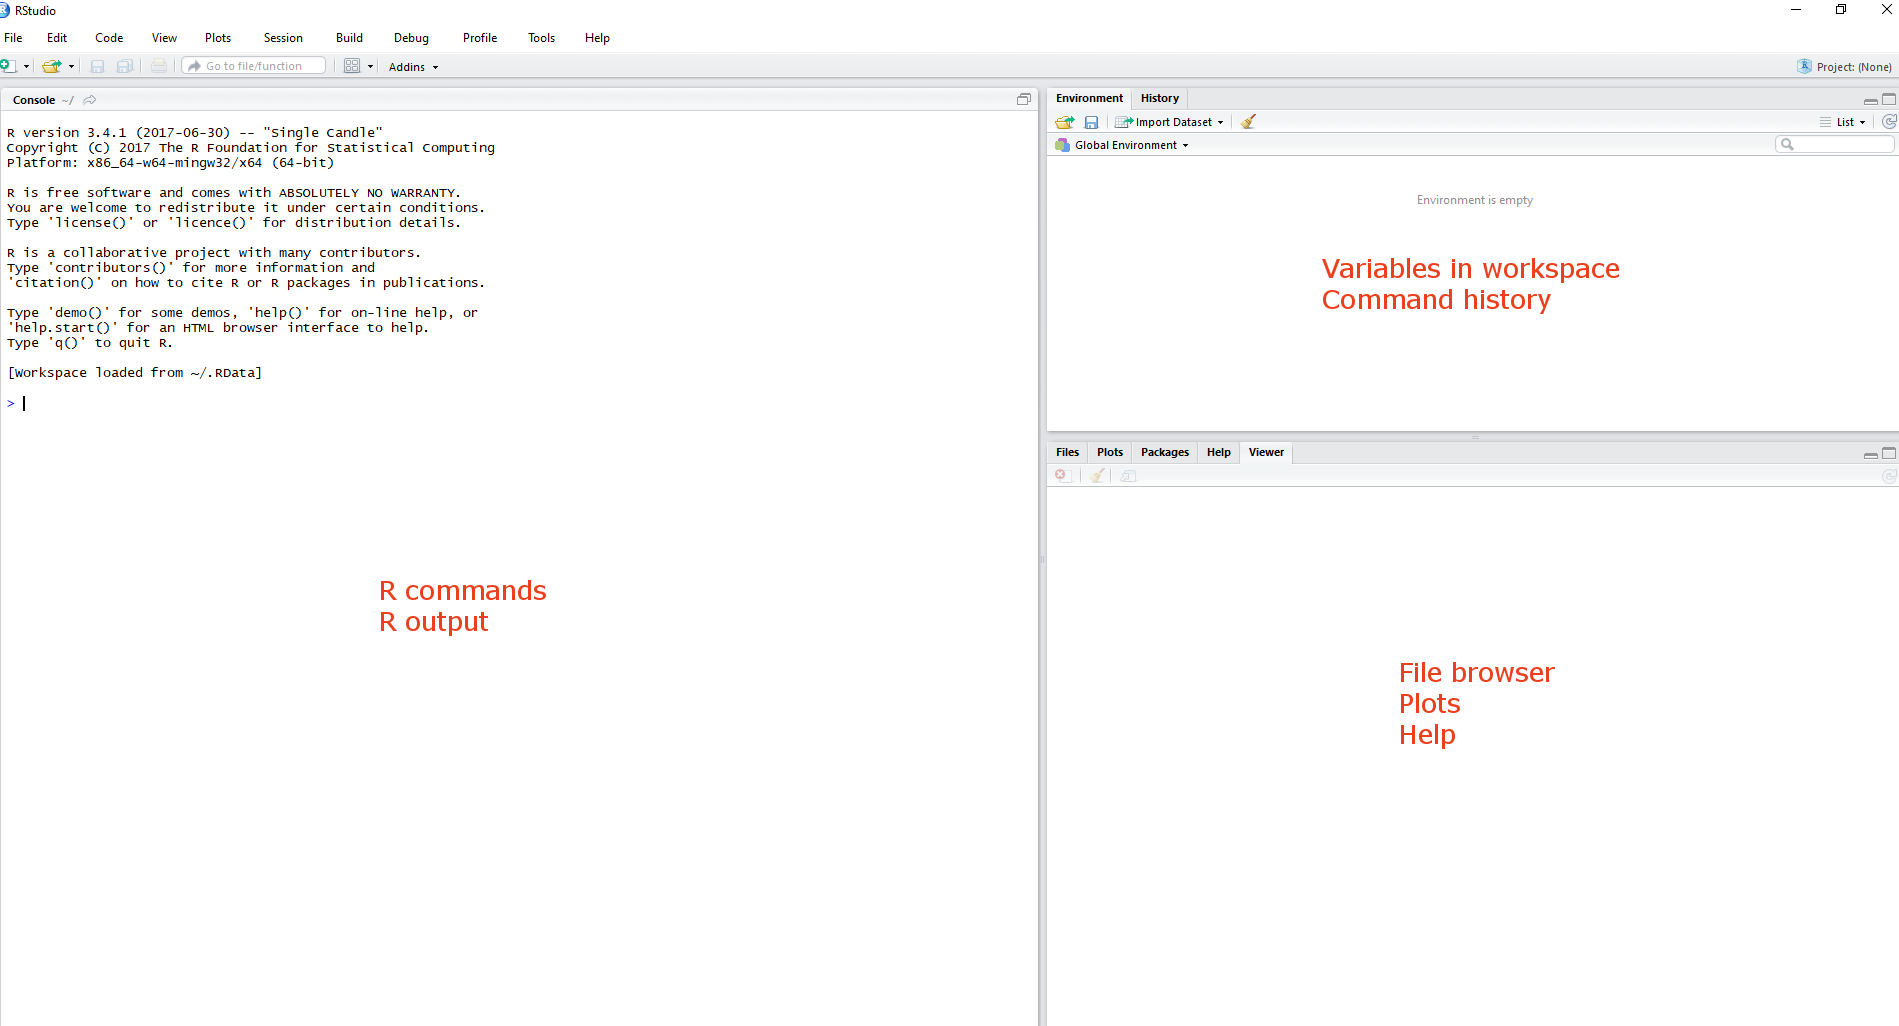 RStudio
File Edit Code View Plots Session Build Debug Profile Tools Help
Go to file/function Addins Project: (None)
Console ~/
R version 3.4.1 (2017-06-30) -- "Single Candle"
Copyright (C) 2017 The R Foundation for Statistical Computing
Platform: x86_64-w64-mingw32/x64 (64-bit)
R is free software and comes with ABSOLUTELY NO WARRANTY.
You are welcome to redistribute it under certain conditions.
Type 'license()' or 'licence()' for distribution details.
R is a collaborative project with many contributors.
Type 'contributors()' for more information and
'citation()' on how to cite R or R packages in publications.
Type 'demo()' for some demos, 'help()' for on-line help, or
'help.start()' for an HTML browser interface to help.
Type 'q()' to quit R.
[Workspace loaded from ~/.RData]
>
R commands
R output
Environment History
Import Dataset List
Global Environment
Environment is empty
Variables in workspace
Command history
Files Plots Packages Help Viewer
File browser
Plots
Help